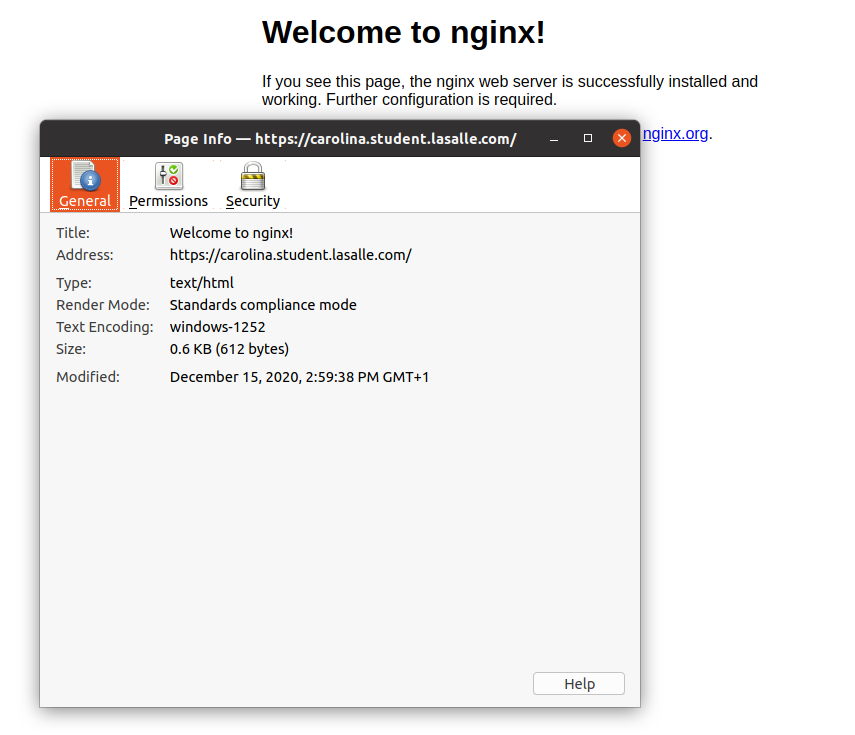 Welcome to nginx!
If you see this page, the nginx web server is successfully installed and
working. Further configuration is required.
nginx.org.
Page Info — https://carolina.student.lasalle.com/
General
Permissions
Security
Title: Welcome to nginx!
Address: https://carolina.student.lasalle.com/
Type: text/html
Render Mode: Standards compliance mode
Text Encoding: windows-1252
Size: 0.6 KB (612 bytes)
Modified: December 15, 2020, 2:59:38 PM GMT+1
Help